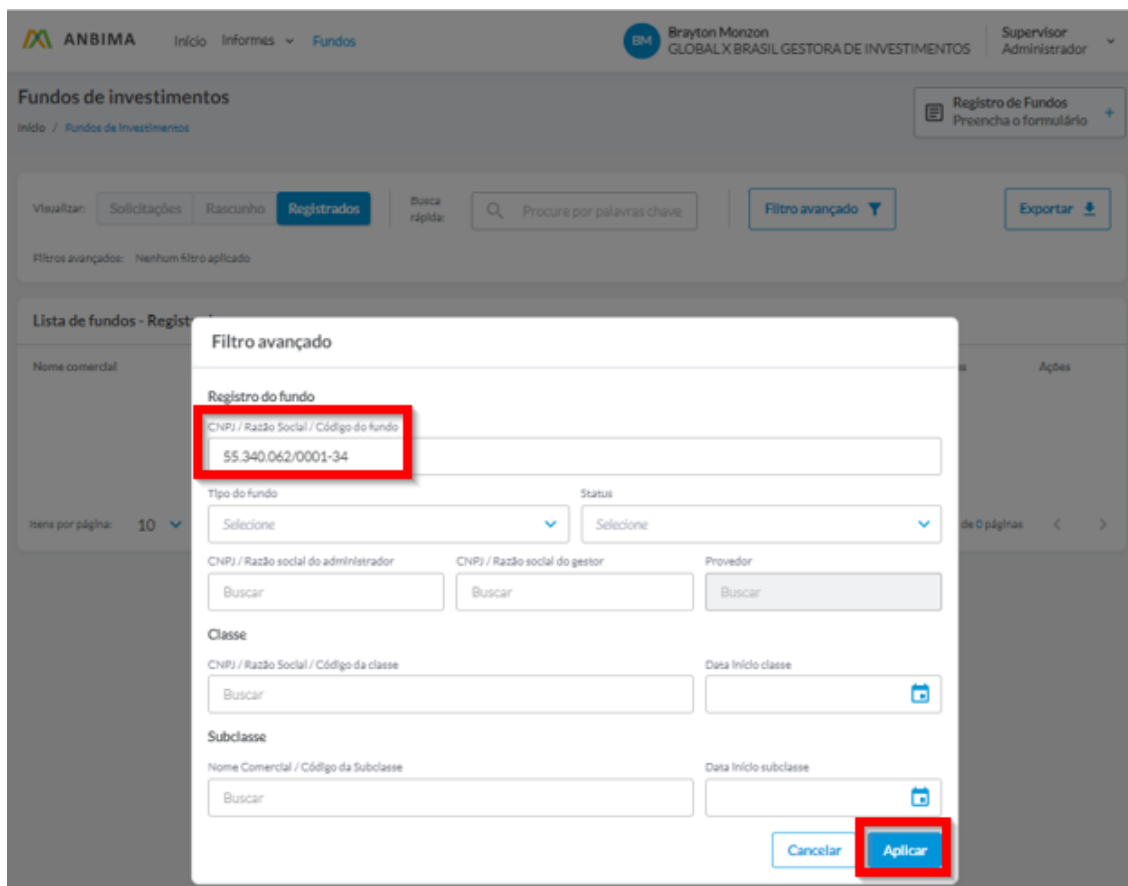 ANBIMA Início Informes Fundos BM Brayton Monzon Supervisor
GLOBAL X BRASIL GESTORA DE INVESTIMENTOS Administrador
Fundos de investimentos
Início / Fundos de Investimentos
Registro de Fundos
Preencha o formulário +
Visualizar: Solicitações Rascunho Registrados Busca rápida: Procure por palavras chave Filtro avançado Exportar
Filtros avançados: Nenhum filtro aplicado
Lista de fundos - Regist
Nome comercial Ações
Filtro avançado
Registro do fundo
CNPJ / Razão Social / Código do fundo
55.340.062/0001-34
Tipo do fundo Status
Selecione Selecione
Itens por página: 10 de 0 páginas < >
CNPJ / Razão social do administrador CNPJ / Razão social do gestor Provedor
Buscar Buscar Buscar
Classe
CNPJ / Razão Social / Código da classe Data Início classe
Buscar
Subclasse
Nome Comercial / Código da Subclasse Data Início subclasse
Buscar
Cancelar Aplicar